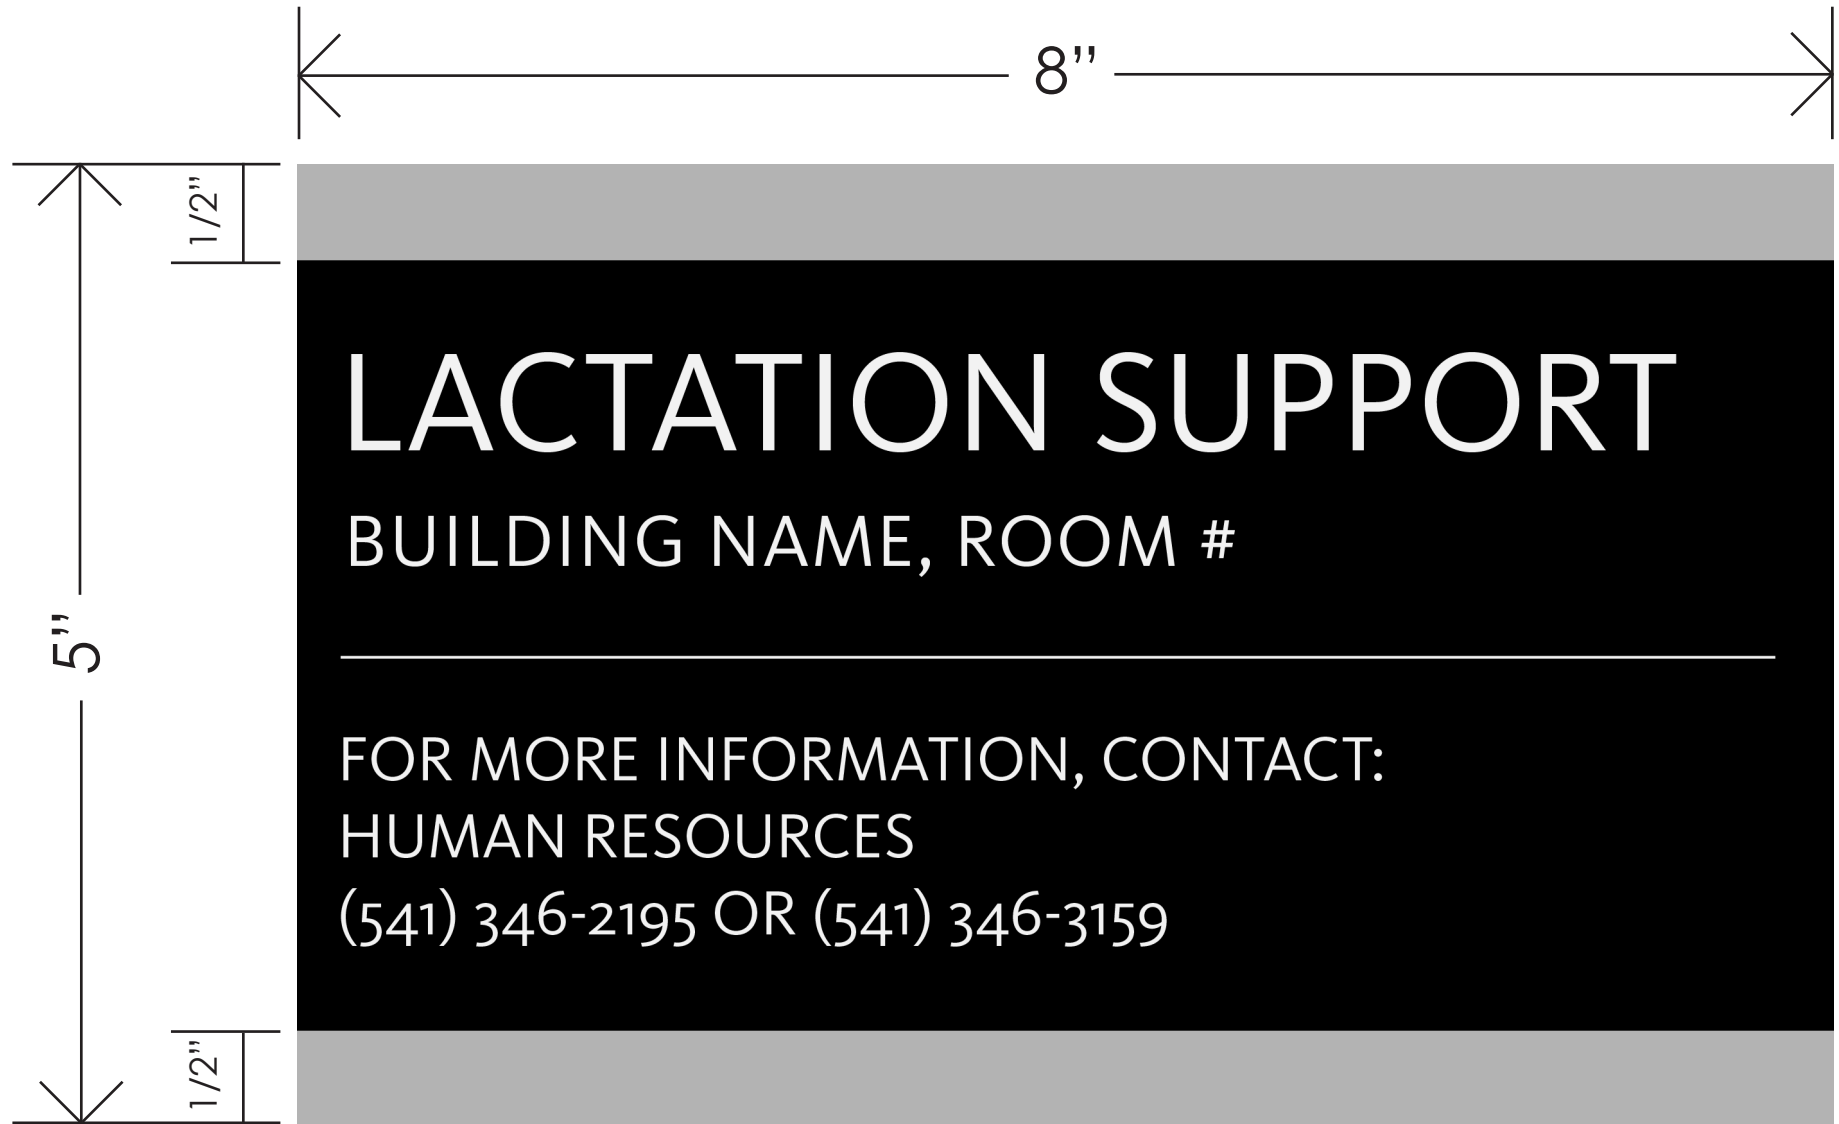 8”
1/2”
LACTATION SUPPORT
BUILDING NAME, ROOM #
5”
FOR MORE INFORMATION, CONTACT:
HUMAN RESOURCES
(541) 346-2195 OR (541) 346-3159
1/2”